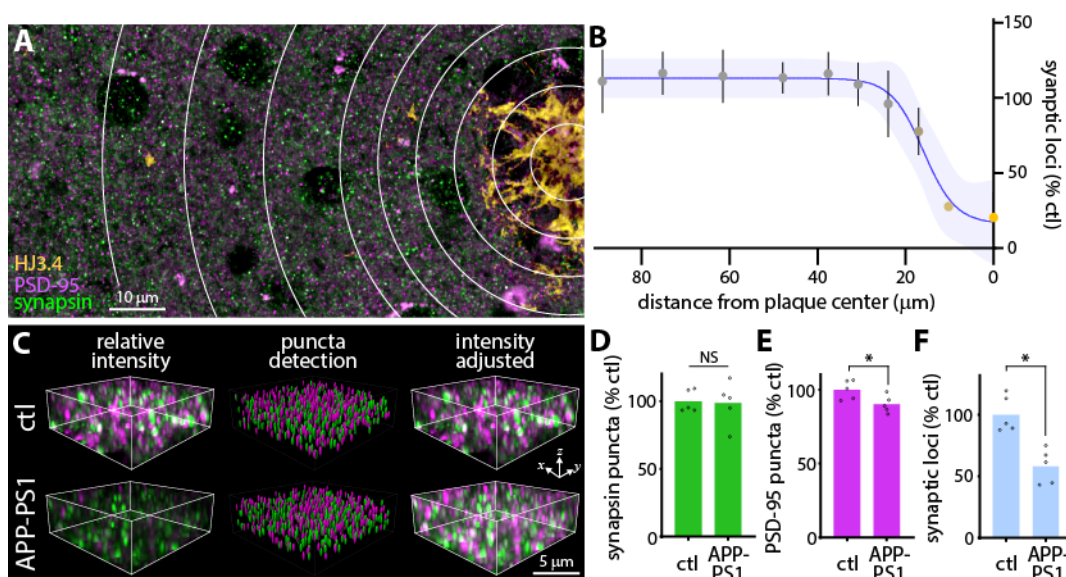 A
HJ3.4
PSD-95
synapsin
10 μm
B
150
100
50
0
syanptic loci (% ctl)
80 60 40 20 0
distance from plaque center (μm)
C
relative intensity
puncta detection
intensity adjusted
ctl
APP-PS1
z
x y
5 μm
D
NS
synapsin puncta (% ctl)
100
50
0
ctl APP-
PS1
E
*
PSD-95 puncta (% ctl)
100
50
0
ctl APP-
PS1
F
*
synaptic loci (% ctl)
100
50
0
ctl APP-
PS1